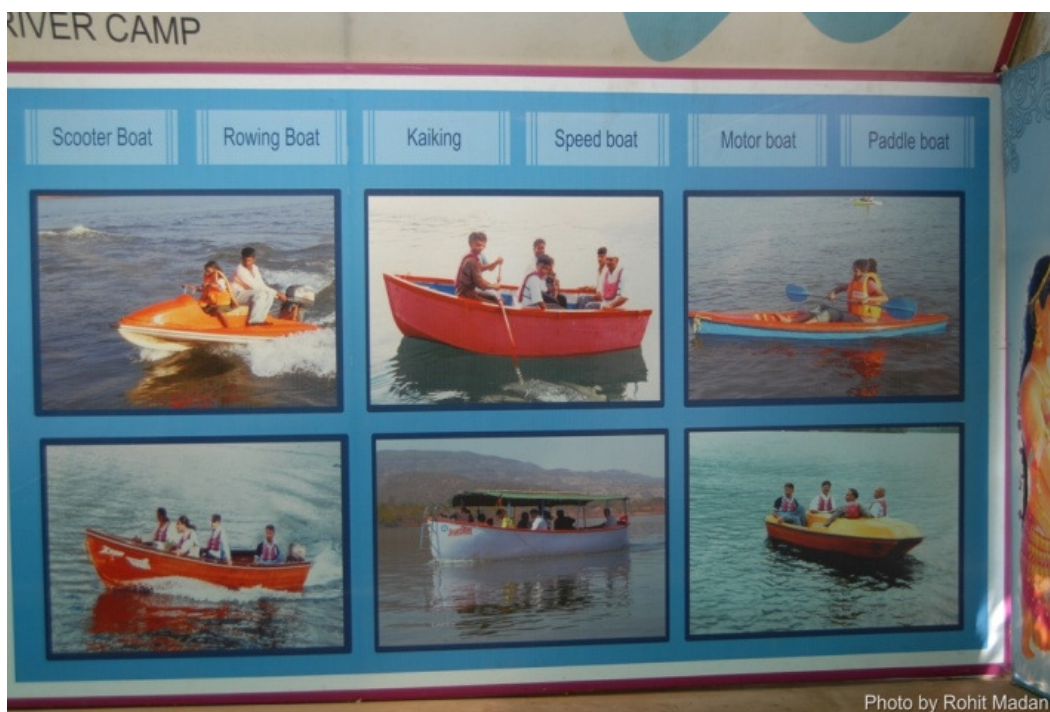 RIVER CAMP
Scooter Boat
Rowing Boat
Kaiking
Speed boat
Motor boat
Paddle boat
Photo by Rohit Madan